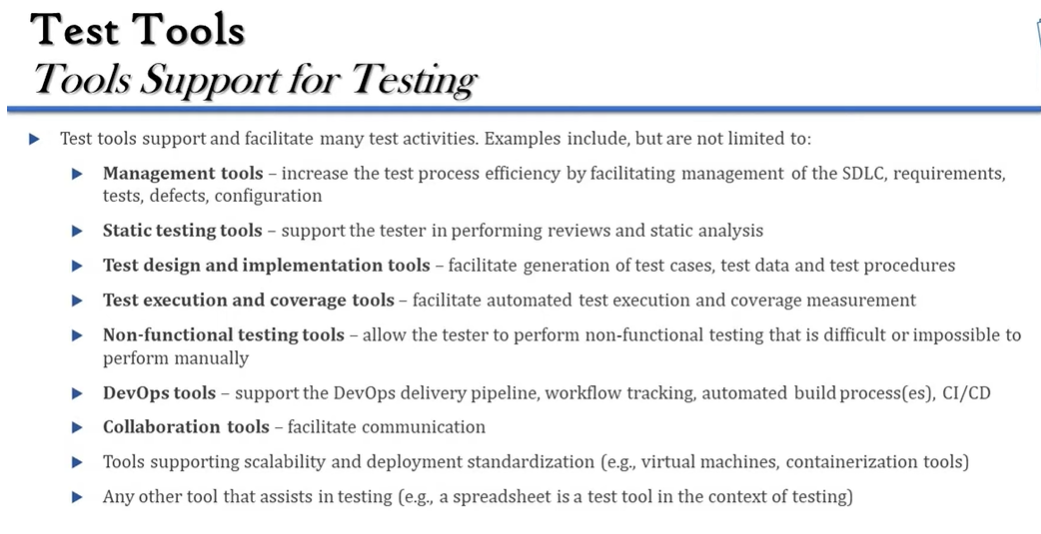 Test Tools
Tools Support for Testing
Test tools support and facilitate many test activities. Examples include, but are not limited to:
Management tools – increase the test process efficiency by facilitating management of the SDLC, requirements,
tests, defects, configuration
Static testing tools – support the tester in performing reviews and static analysis
Test design and implementation tools – facilitate generation of test cases, test data and test procedures
Test execution and coverage tools – facilitate automated test execution and coverage measurement
Non-functional testing tools – allow the tester to perform non-functional testing that is difficult or impossible to
perform manually
DevOps tools – support the DevOps delivery pipeline, workflow tracking, automated build process(es), CI/CD
Collaboration tools – facilitate communication
Tools supporting scalability and deployment standardization (e.g., virtual machines, containerization tools)
Any other tool that assists in testing (e.g., a spreadsheet is a test tool in the context of testing)